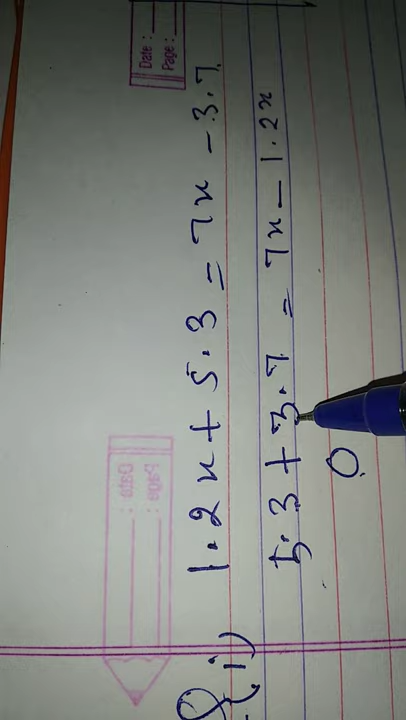 Date :
Page :
(i) 1.2x + 5.3 = 7x - 3.7
5.3 + 3.7 = 7x - 1.2x
0